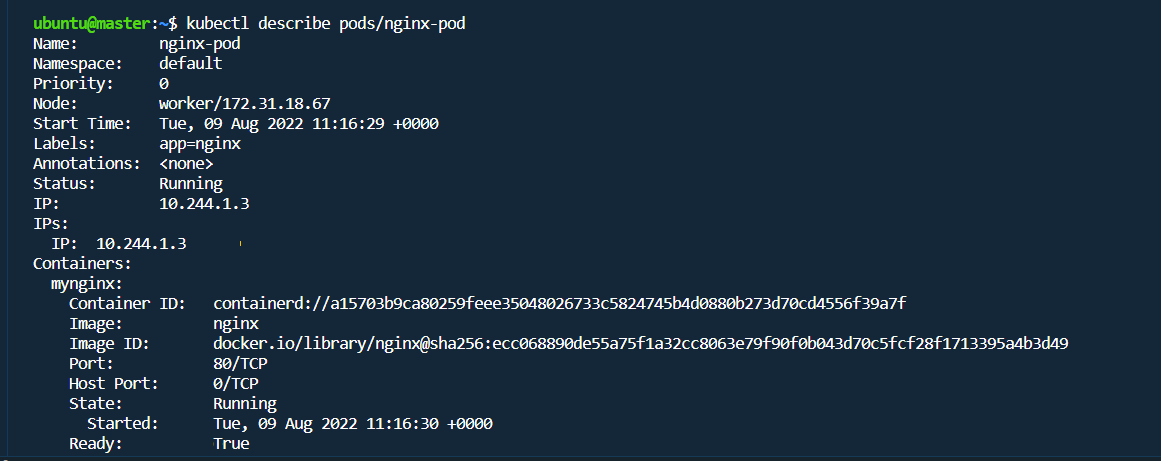 ubuntu@master:~$ kubectl describe pods/nginx-pod
Name:         nginx-pod
Namespace:    default
Priority:     0
Node:         worker/172.31.18.67
Start Time:   Tue, 09 Aug 2022 11:16:29 +0000
Labels:       app=nginx
Annotations:  <none>
Status:       Running
IP:           10.244.1.3
IPs:
  IP:  10.244.1.3
Containers:
  mynginx:
    Container ID:   containerd://a15703b9ca80259feee35048026733c5824745b4d0880b273d70cd4556f39a7f
    Image:          nginx
    Image ID:       docker.io/library/nginx@sha256:ecc068890de55a75f1a32cc8063e79f90f0b043d70c5fcf28f1713395a4b3d49
    Port:           80/TCP
    Host Port:      0/TCP
    State:          Running
      Started:      Tue, 09 Aug 2022 11:16:30 +0000
    Ready:          True